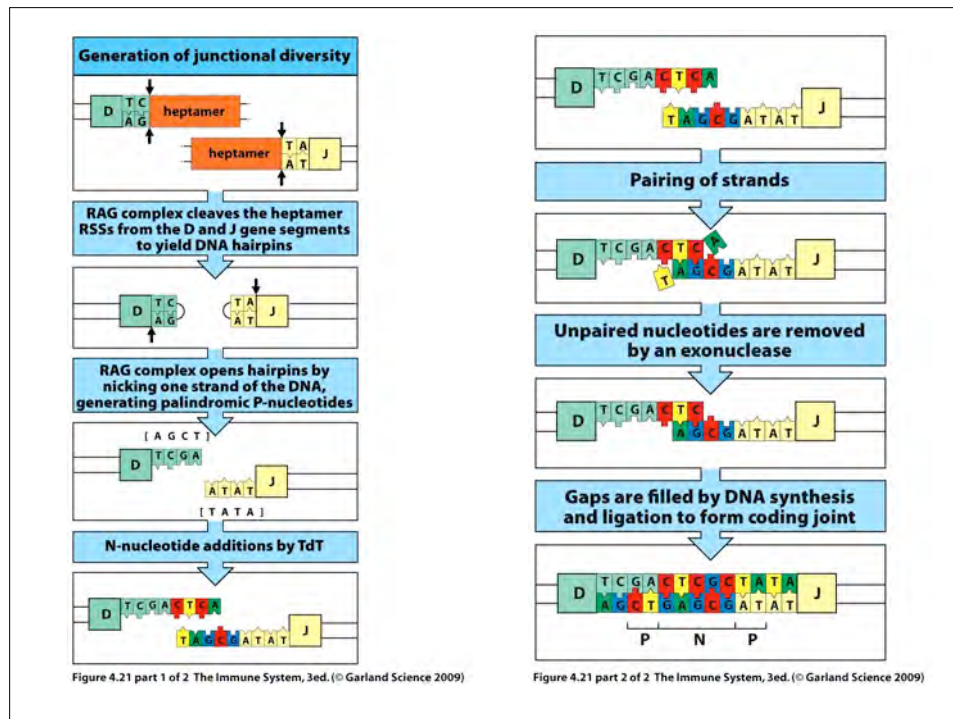 Generation of junctional diversity
D T C heptamer
A G
heptamer T A J
A T
RAG complex cleaves the heptamer
RSSs from the D and J gene segments
to yield DNA hairpins
D T C T A J
A G A T
RAG complex opens hairpins by
nicking one strand of the DNA,
generating palindromic P-nucleotides
[ A G C T ]
D T C G A
A T A T J
[ T A T A ]
N-nucleotide additions by TdT
D T C G A C T C A
T A G C G A T A T J
Figure 4.21 part 1 of 2 The Immune System, 3ed. (© Garland Science 2009)
D T C G A C T C A
T A G C G A T A T J
Pairing of strands
D T C G A C T C A
T A G C G A T A T J
Unpaired nucleotides are removed
by an exonuclease
D T C G A C T C
A G C G A T A T J
Gaps are filled by DNA synthesis
and ligation to form coding joint
D T C G A C T C G C T A T A J
A G C T G A G C G A T A T
P N P
Figure 4.21 part 2 of 2 The Immune System, 3ed. (© Garland Science 2009)